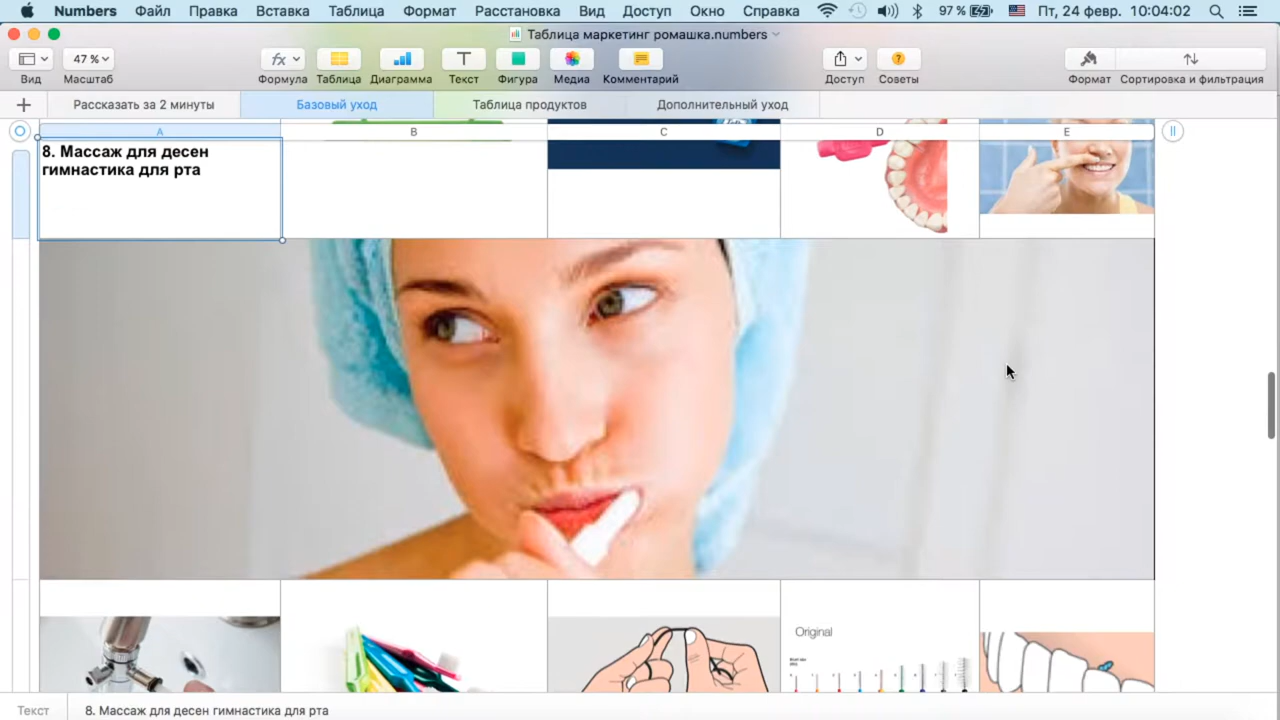 Numbers Файл Правка Вставка Таблица Формат Расстановка Вид Доступ Окно Справка 97 % Пт, 24 февр. 10:04:02
Таблица маркетинг ромашка.numbers
47 %
Вид Масштаб Формула Таблица Диаграмма Текст Фигура Медиа Комментарий Доступ Советы Формат Сортировка и фильтрация
Рассказать за 2 минуты Базовый уход Таблица продуктов Дополнительный уход
A B C D E
8. Массаж для десен
гимнастика для рта
Original
Текст 8. Массаж для десен гимнастика для рта